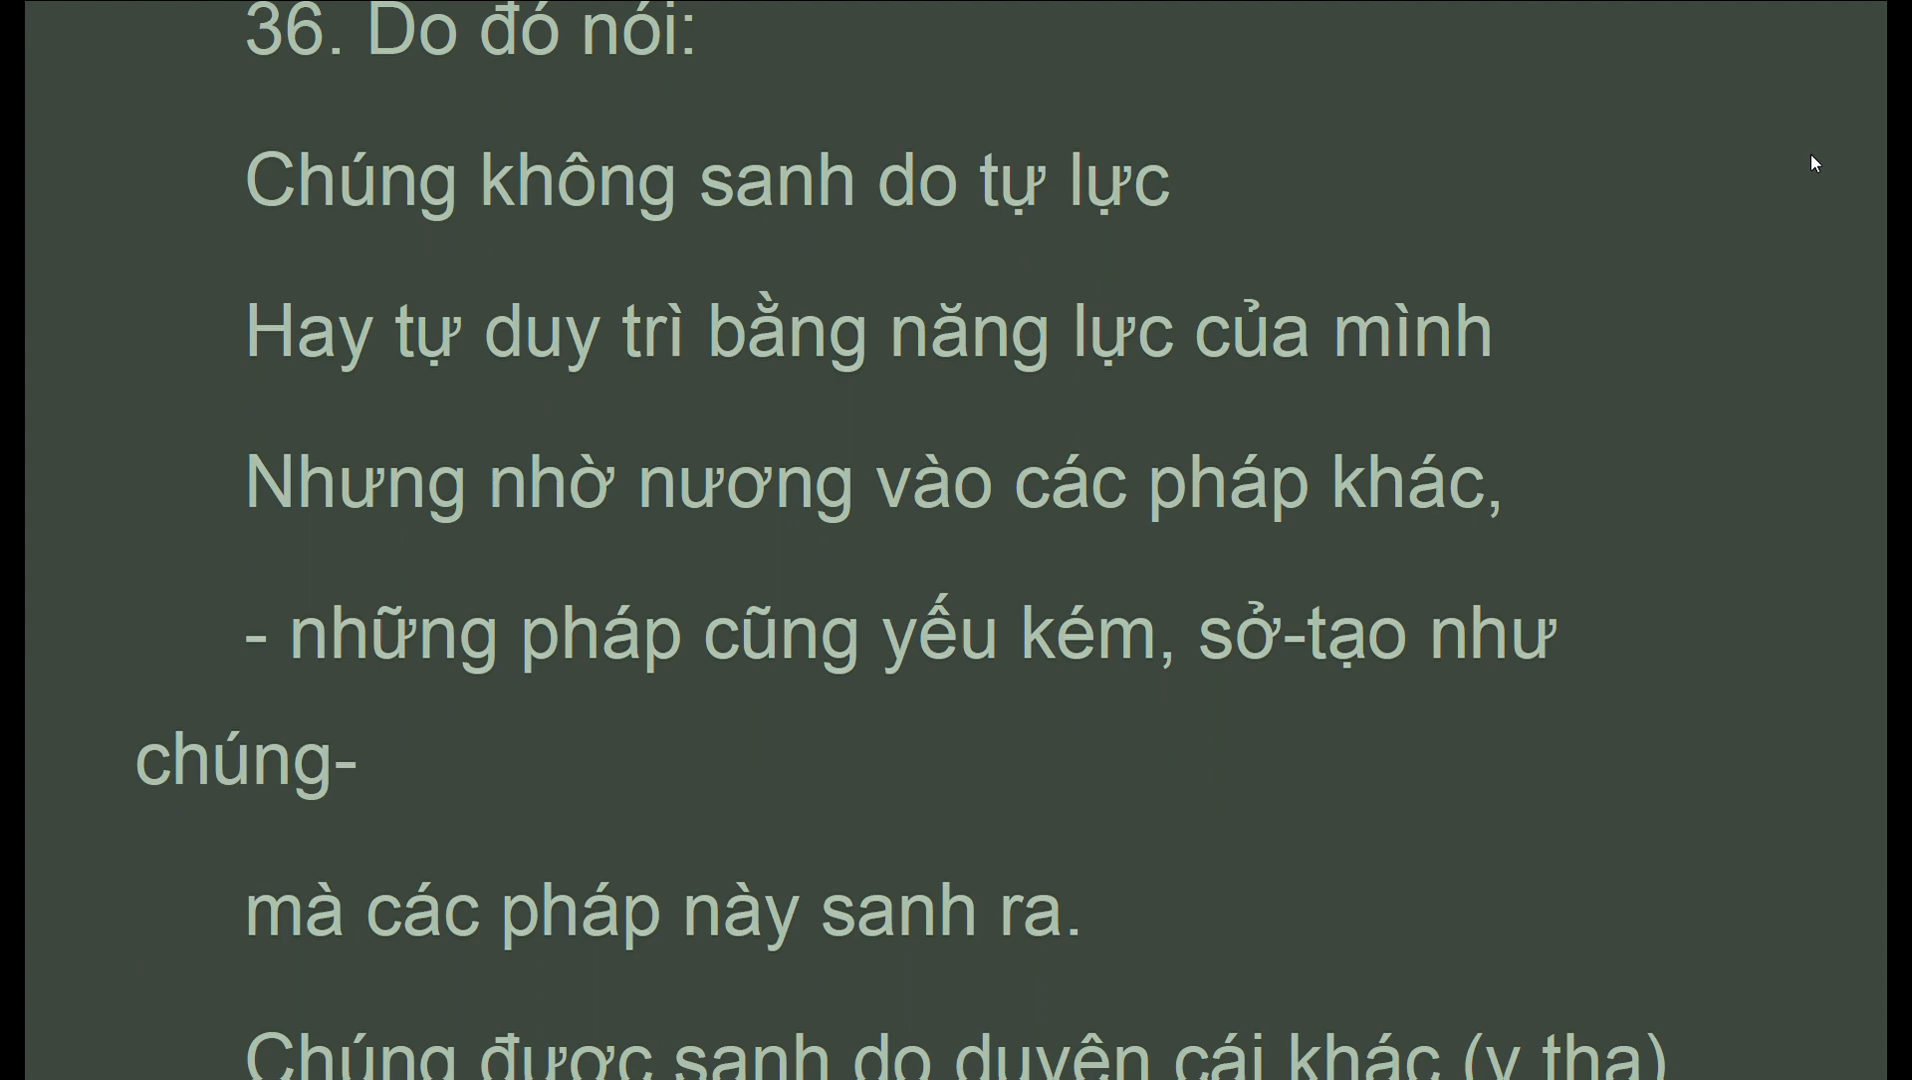 36. Do đó nói:
Chúng không sanh do tự lực
Hay tự duy trì bằng năng lực của mình
Nhưng nhờ nương vào các pháp khác,
- những pháp cũng yếu kém, sở-tạo như
chúng-
mà các pháp này sanh ra.
Chúng được sanh do duyên cái khác (y tha)